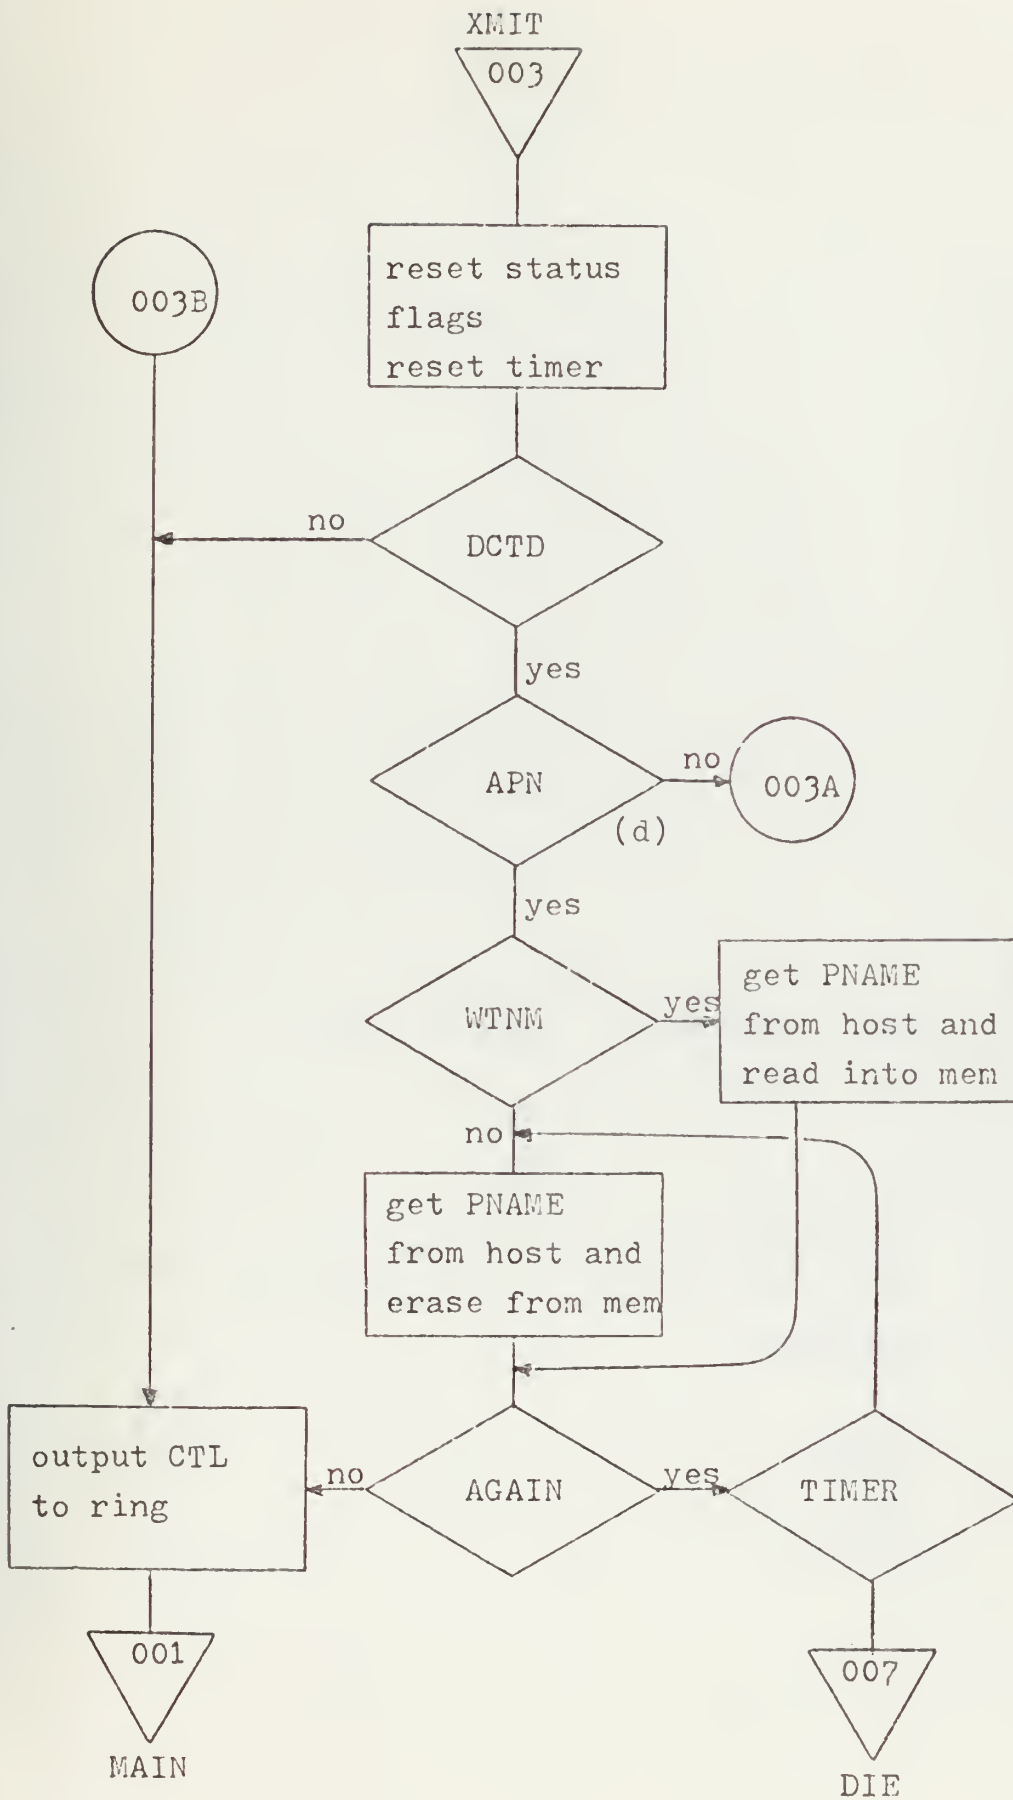 XMIT
003
reset status
flags
reset timer
003B
no
DCTD
yes
APN
no
003A
(d)
yes
WTNM
yes
get PNAME
from host and
read into mem
no
get PNAME
from host and
erase from mem
output CTL
to ring
no
AGAIN
yes
TIMER
001
MAIN
007
DIE